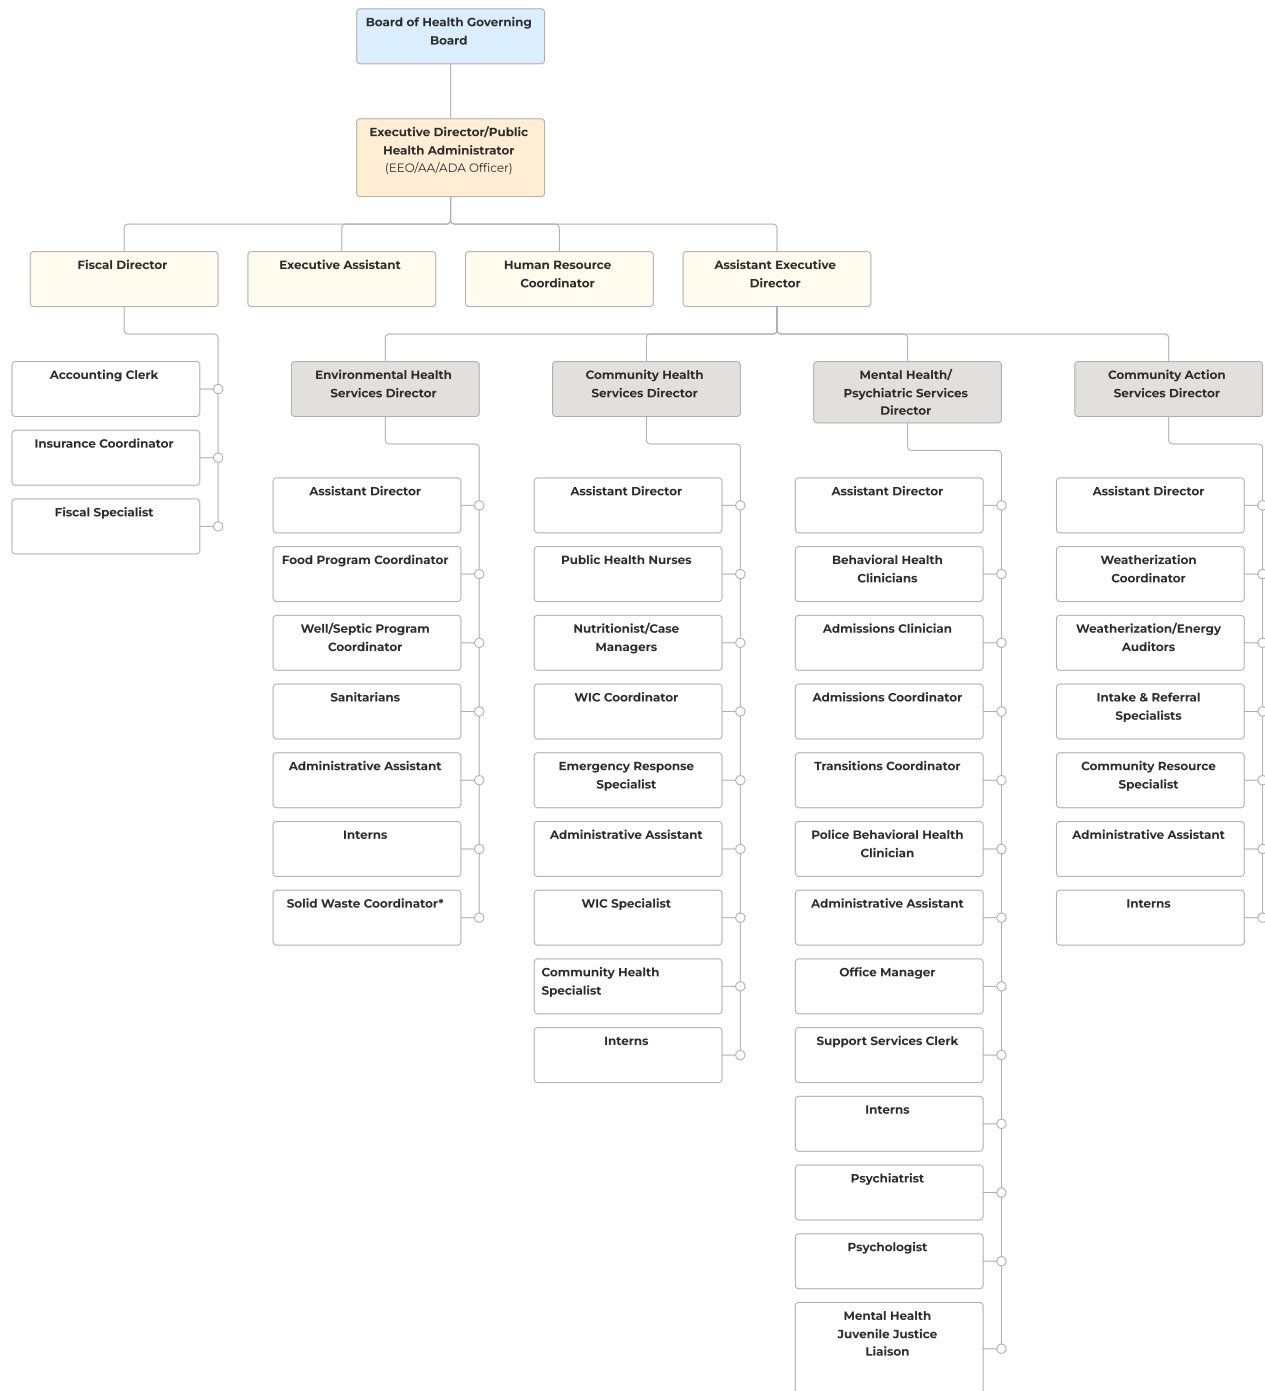 Board of Health Governing
Board
Executive Director/Public
Health Administrator
(EEO/AA/ADA Officer)
Fiscal Director
Executive Assistant
Human Resource
Coordinator
Assistant Executive
Director
Accounting Clerk
Insurance Coordinator
Fiscal Specialist
Environmental Health
Services Director
Assistant Director
Food Program Coordinator
Well/Septic Program
Coordinator
Sanitarians
Administrative Assistant
Interns
Solid Waste Coordinator*
Community Health
Services Director
Assistant Director
Public Health Nurses
Nutritionist/Case
Managers
WIC Coordinator
Emergency Response
Specialist
Administrative Assistant
WIC Specialist
Community Health
Specialist
Interns
Mental Health/
Psychiatric Services
Director
Assistant Director
Behavioral Health
Clinicians
Admissions Clinician
Admissions Coordinator
Transitions Coordinator
Police Behavioral Health
Clinician
Administrative Assistant
Office Manager
Support Services Clerk
Interns
Psychiatrist
Psychologist
Mental Health
Juvenile Justice
Liaison
Community Action
Services Director
Assistant Director
Weatherization
Coordinator
Weatherization/Energy
Auditors
Intake & Referral
Specialists
Community Resource
Specialist
Administrative Assistant
Interns